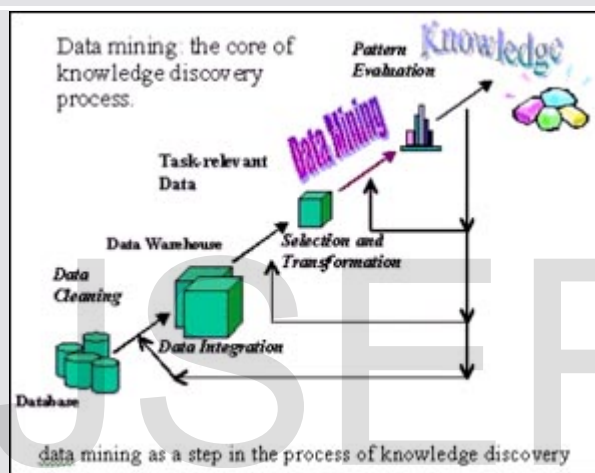 Data mining: the core of
knowledge discovery
process.
Pattern
Evaluation
Knowledge
Data Mining
Task-relevant
Data
Data Warehouse
Selection and
Transformation
Data
Cleaning
Data Integration
Database
data mining as a step in the process of knowledge discovery
IJSER